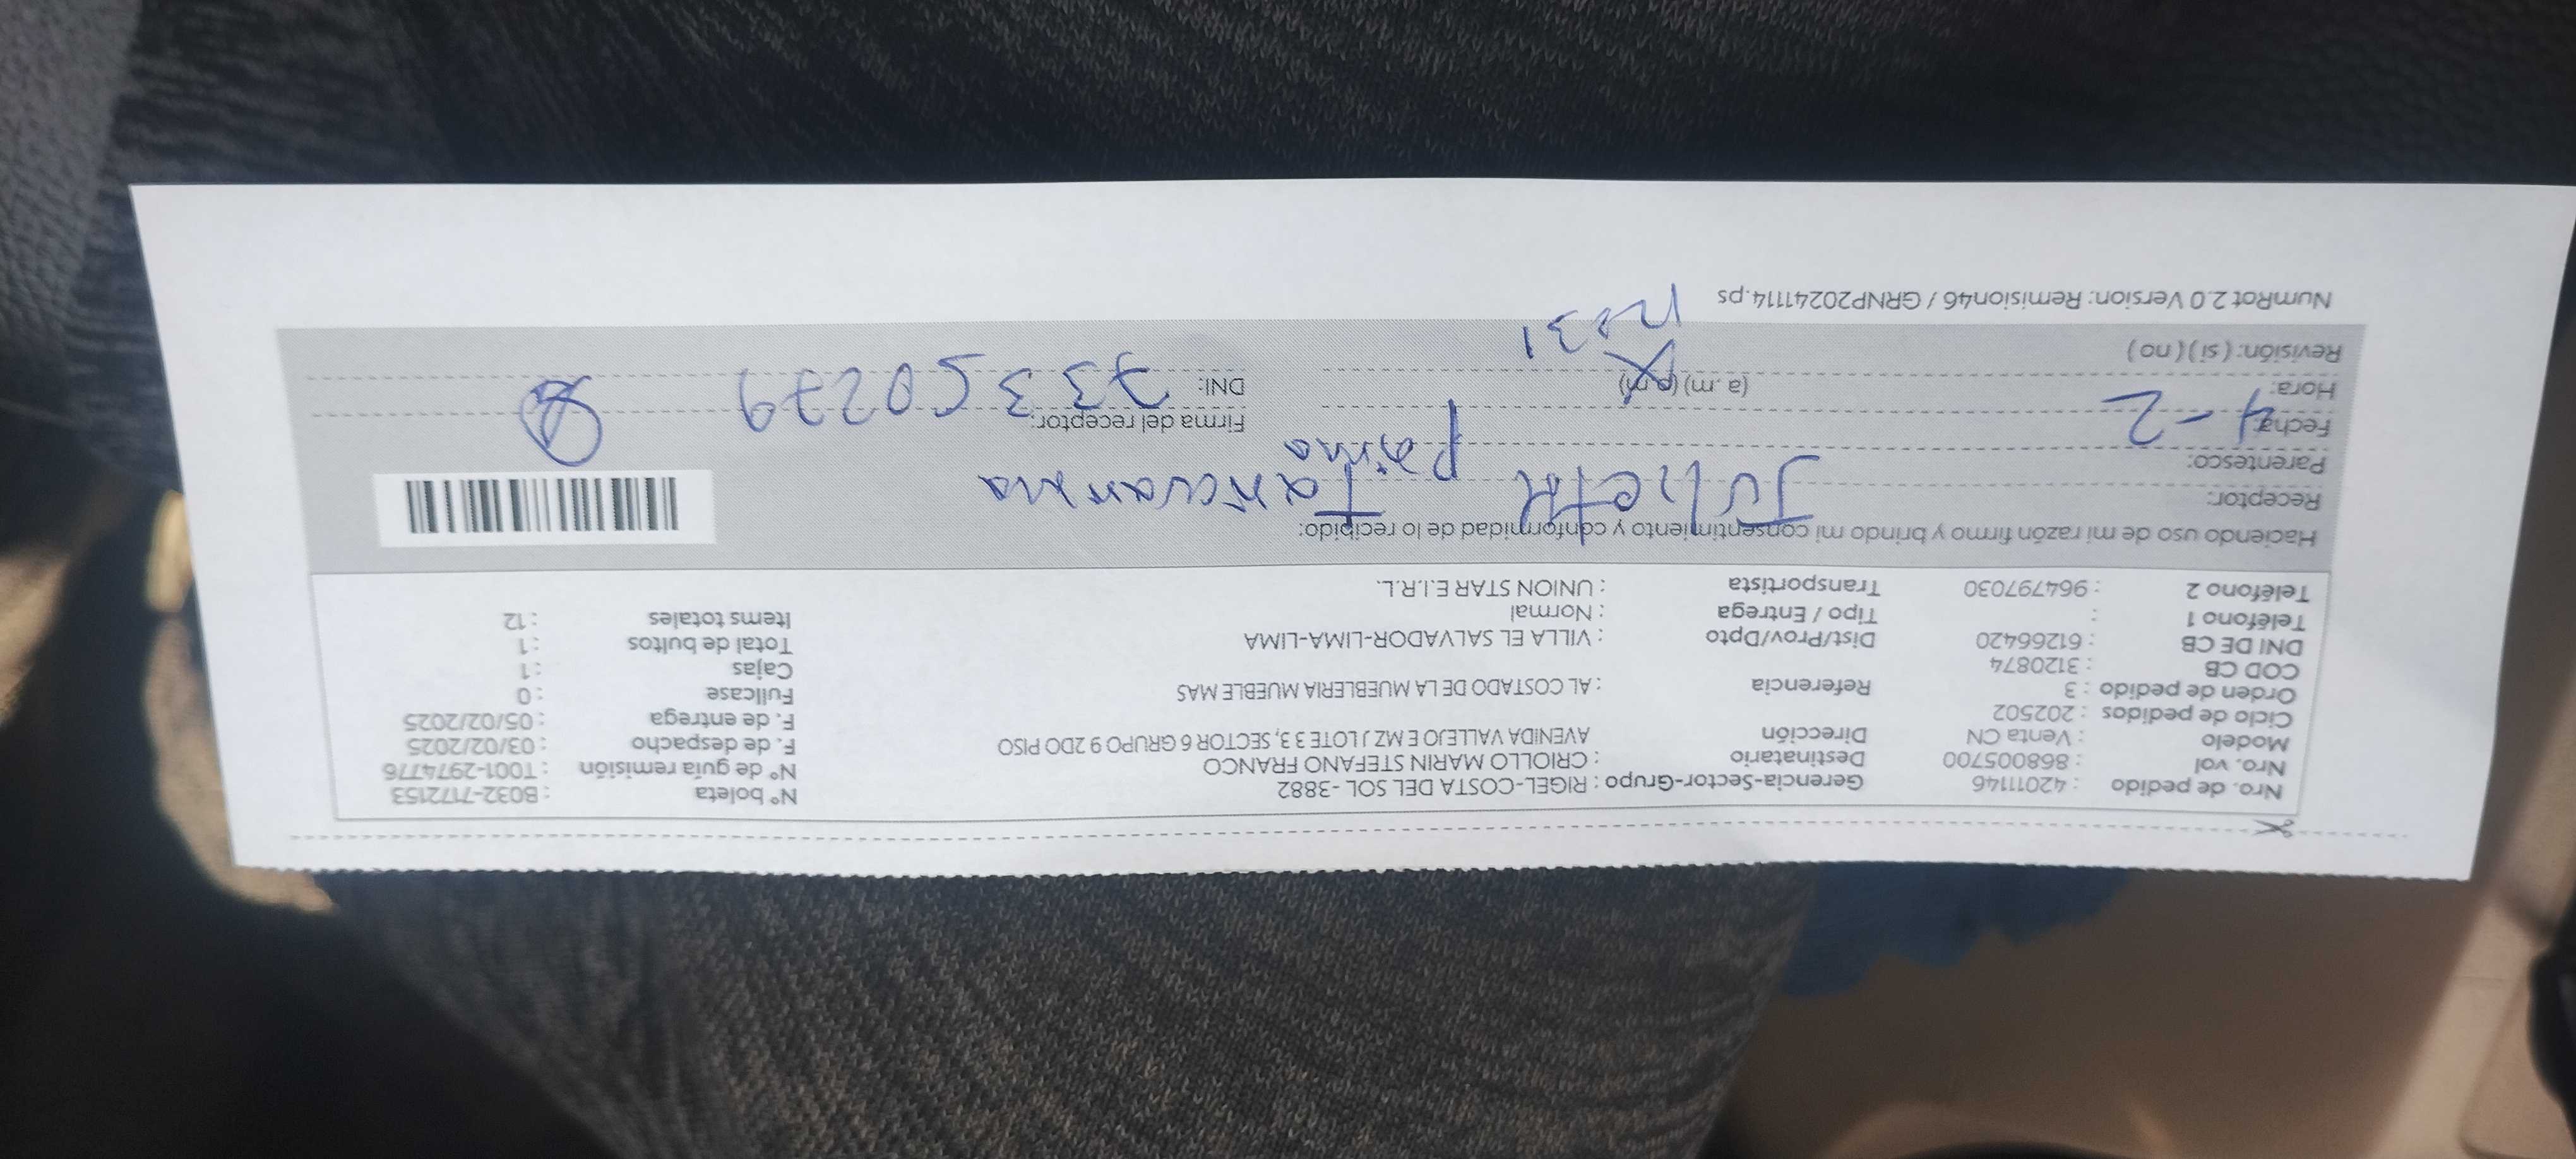 Nro. de pedido : 42011146 Gerencia-Sector-Grupo : RIGEL-COSTA DEL SOL -3882 Nº boleta : B032-7172153
Nro. vol : 868005700 Destinatario : CRIOLLO MARIN STEFANO FRANCO Nº de guía remisión : T001-2974776
Modelo : Venta CN Dirección AVENIDA VALLEJO E MZ J LOTE 3 3, SECTOR 6 GRUPO 9 2DO PISO F. de despacho : 03/02/2025
Ciclo de pedidos : 202502 F. de entrega : 05/02/2025
Orden de pedido : 3 Referencia : AL COSTADO DE LA MUEBLERIA MUEBLE MAS Fullcase : 0
COD CB : 3120874 Cajas : 1
DNI DE CB : 61266420 Dist/Prov/Dpto : VILLA EL SALVADOR-LIMA-LIMA Total de bultos : 1
Teléfono 1 : Tipo / Entrega : Normal Items totales : 12
Teléfono 2 : 964797030 Transportista : UNION STAR E.I.R.L.
Haciendo uso de mi razón firmo y brindo mi consentimiento y conformidad de lo recibido:
Receptor: Julieth
Parentesco: Prima
Fecha: 4-2 Firma del receptor:
Hora: (a. m) (p.m) DNI: 73350279
Revisión: ( si ) ( no ) 12:31
NumRot 2.0 Version: Remision46 / GRNP20241114.ps